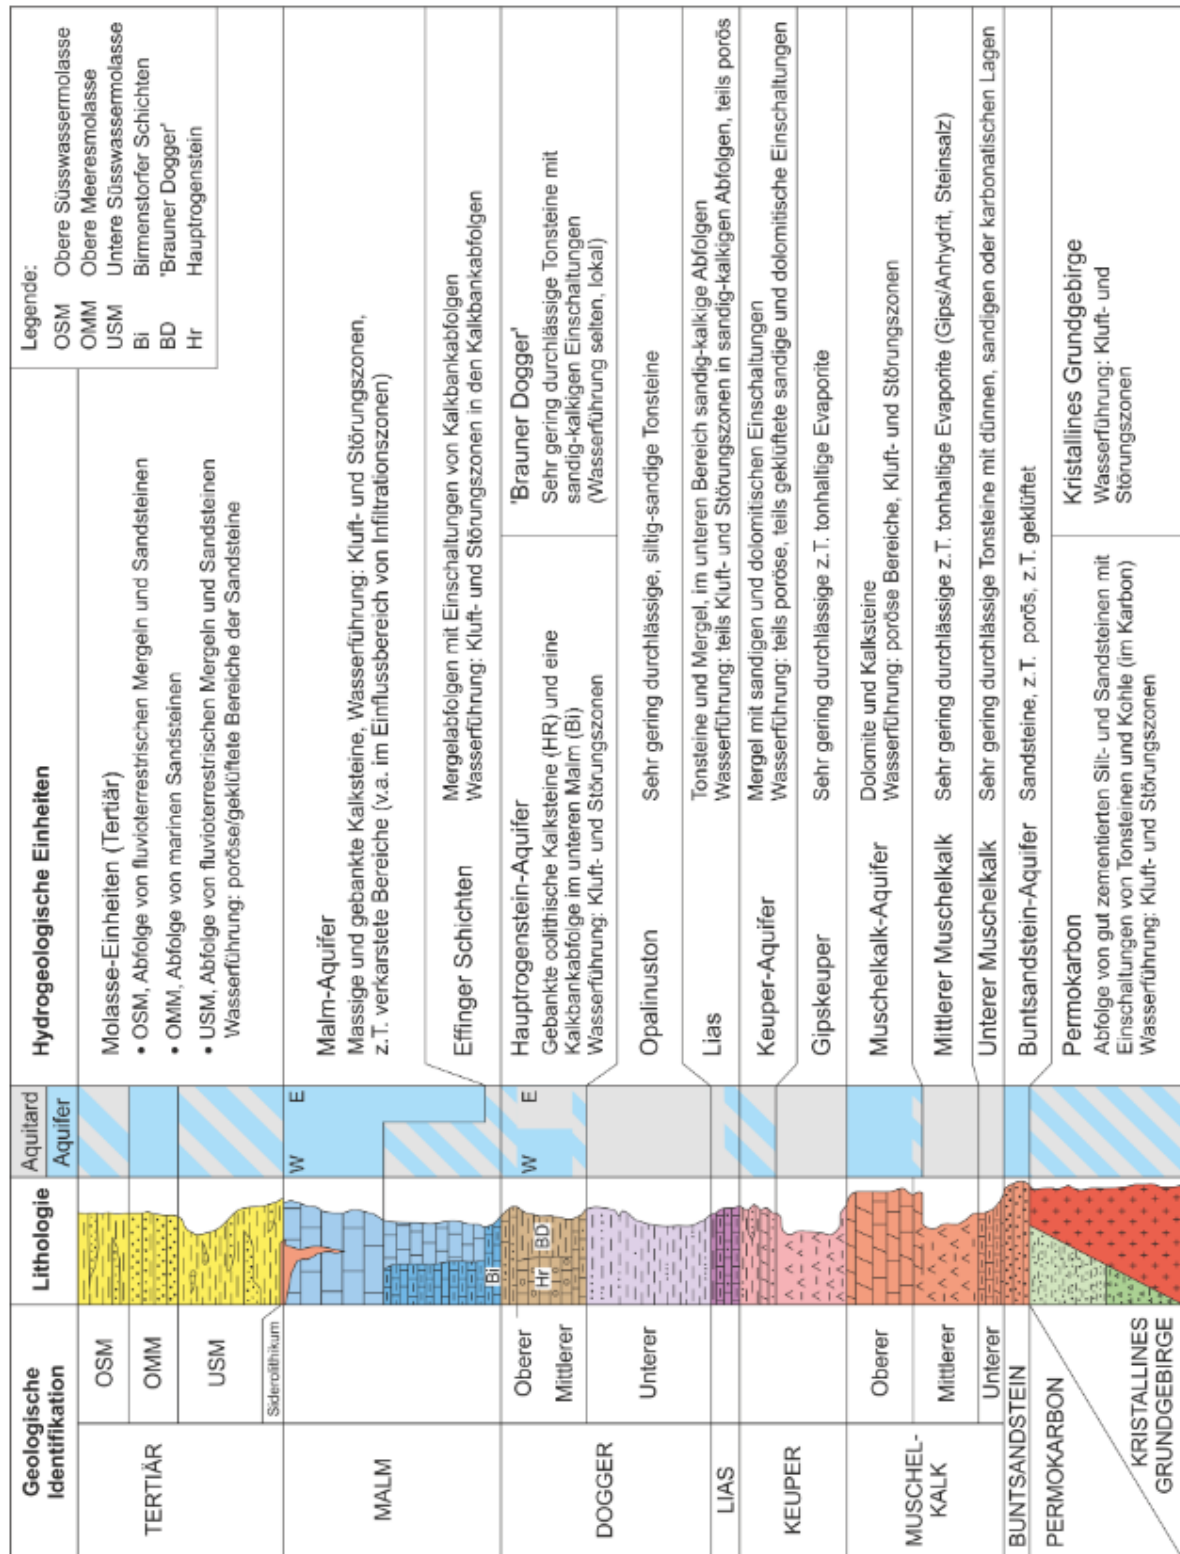 Geologische
Identifikation
Lithologie
Aquitard
Aquifer
Hydrogeologische Einheiten
Legende:
OSM Obere Süsswassermolasse
OMM Obere Meeresmolasse
USM Untere Süsswassermolasse
Bi Birmenstorfer Schichten
BD 'Brauner Dogger'
Hr Hauptrogenstein
TERTIÄR
OSM
OMM
USM
Siderolithikum
Molasse-Einheiten (Tertiär)
• OSM, Abfolge von fluvioterrestrischen Mergeln und Sandsteinen
• OMM, Abfolge von marinen Sandsteinen
• USM, Abfolge von fluvioterrestrischen Mergeln und Sandsteinen
Wasserführung: poröse/geklüftete Bereiche der Sandsteine
MALM
Bi
W
E
Malm-Aquifer
Massige und gebankte Kalksteine, Wasserführung: Kluft- und Störungszonen,
z.T. verkarstete Bereiche (v.a. im Einflussbereich von Infiltrationszonen)
Effinger Schichten
Mergelabfolgen mit Einschaltungen von Kalkbankabfolgen
Wasserführung: Kluft- und Störungszonen in den Kalkbankabfolgen
DOGGER
Oberer
Mittlerer
Unterer
Hr
BD
W
E
Hauptrogenstein-Aquifer
Gebankte oolithische Kalksteine (HR) und eine
Kalkbankabfolge im unteren Malm (Bi)
Wasserführung: Kluft- und Störungszonen
'Brauner Dogger'
Sehr gering durchlässige Tonsteine mit
sandig-kalkigen Einschaltungen
(Wasserführung selten, lokal)
Opalinuston
Sehr gering durchlässige, siltig-sandige Tonsteine
LIAS
Lias
Tonsteine und Mergel, im unteren Bereich sandig-kalkige Abfolgen
Wasserführung: teils Kluft- und Störungszonen in sandig-kalkigen Abfolgen, teils porös
KEUPER
Keuper-Aquifer
Mergel mit sandigen und dolomitischen Einschaltungen
Wasserführung: teils poröse, teils geklüftete sandige und dolomitische Einschaltungen
Gipskeuper
Sehr gering durchlässige z.T. tonhaltige Evaporite
MUSCHEL-
KALK
Oberer
Mittlerer
Unterer
Muschelkalk-Aquifer
Dolomite und Kalksteine
Wasserführung: poröse Bereiche, Kluft- und Störungszonen
Mittlerer Muschelkalk
Sehr gering durchlässige z.T. tonhaltige Evaporite (Gips/Anhydrit, Steinsalz)
Unterer Muschelkalk
Sehr gering durchlässige Tonsteine mit dünnen, sandigen oder karbonatischen Lagen
BUNTSANDSTEIN
Buntsandstein-Aquifer
Sandsteine, z.T. porös, z.T. geklüftet
PERMOKARBON
Permokarbon
Abfolge von gut zementierten Silt- und Sandsteinen mit
Einschaltungen von Tonsteinen und Kohle (im Karbon)
Wasserführung: Kluft- und Störungszonen
KRISTALLINES
GRUNDGEBIRGE
Kristallines Grundgebirge
Wasserführung: Kluft- und
Störungszonen